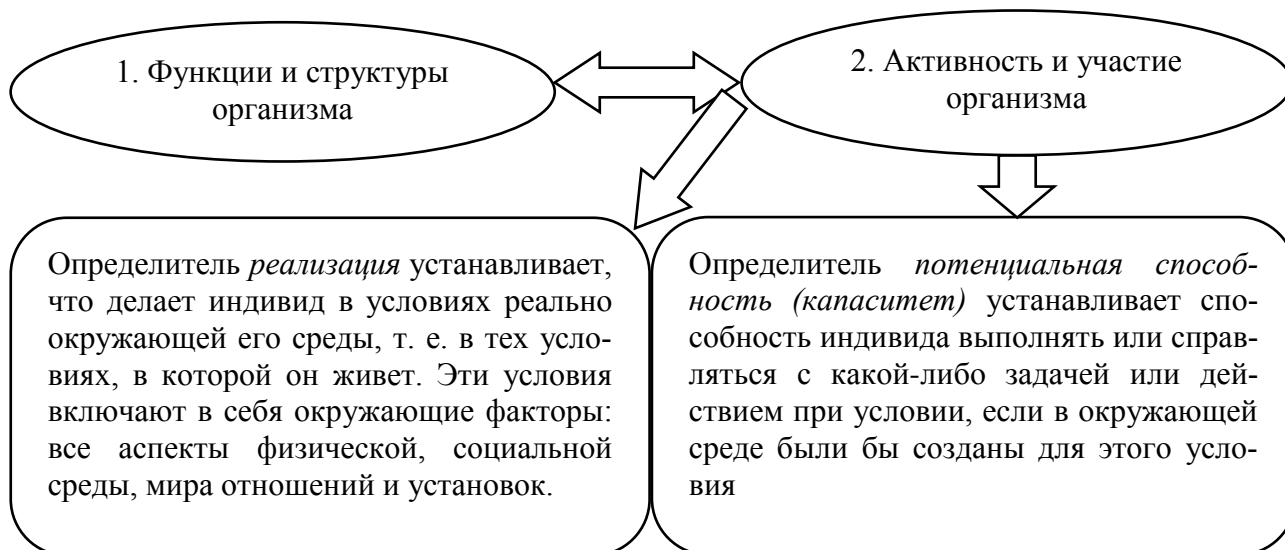 1. Функции и структуры
организма
2. Активность и участие
организма
Определитель реализация устанавливает,
что делает индивид в условиях реально
окружающей его среды, т. е. в тех усло-
виях, в которой он живет. Эти условия
включают в себя окружающие факторы:
все аспекты физической, социальной
среды, мира отношений и установок.
Определитель потенциальная способ-
ность (капаситет) устанавливает спо-
собность индивида выполнять или справ-
ляться с какой-либо задачей или дей-
ствием при условии, если в окружающей
среде были бы созданы для этого усло-
вия